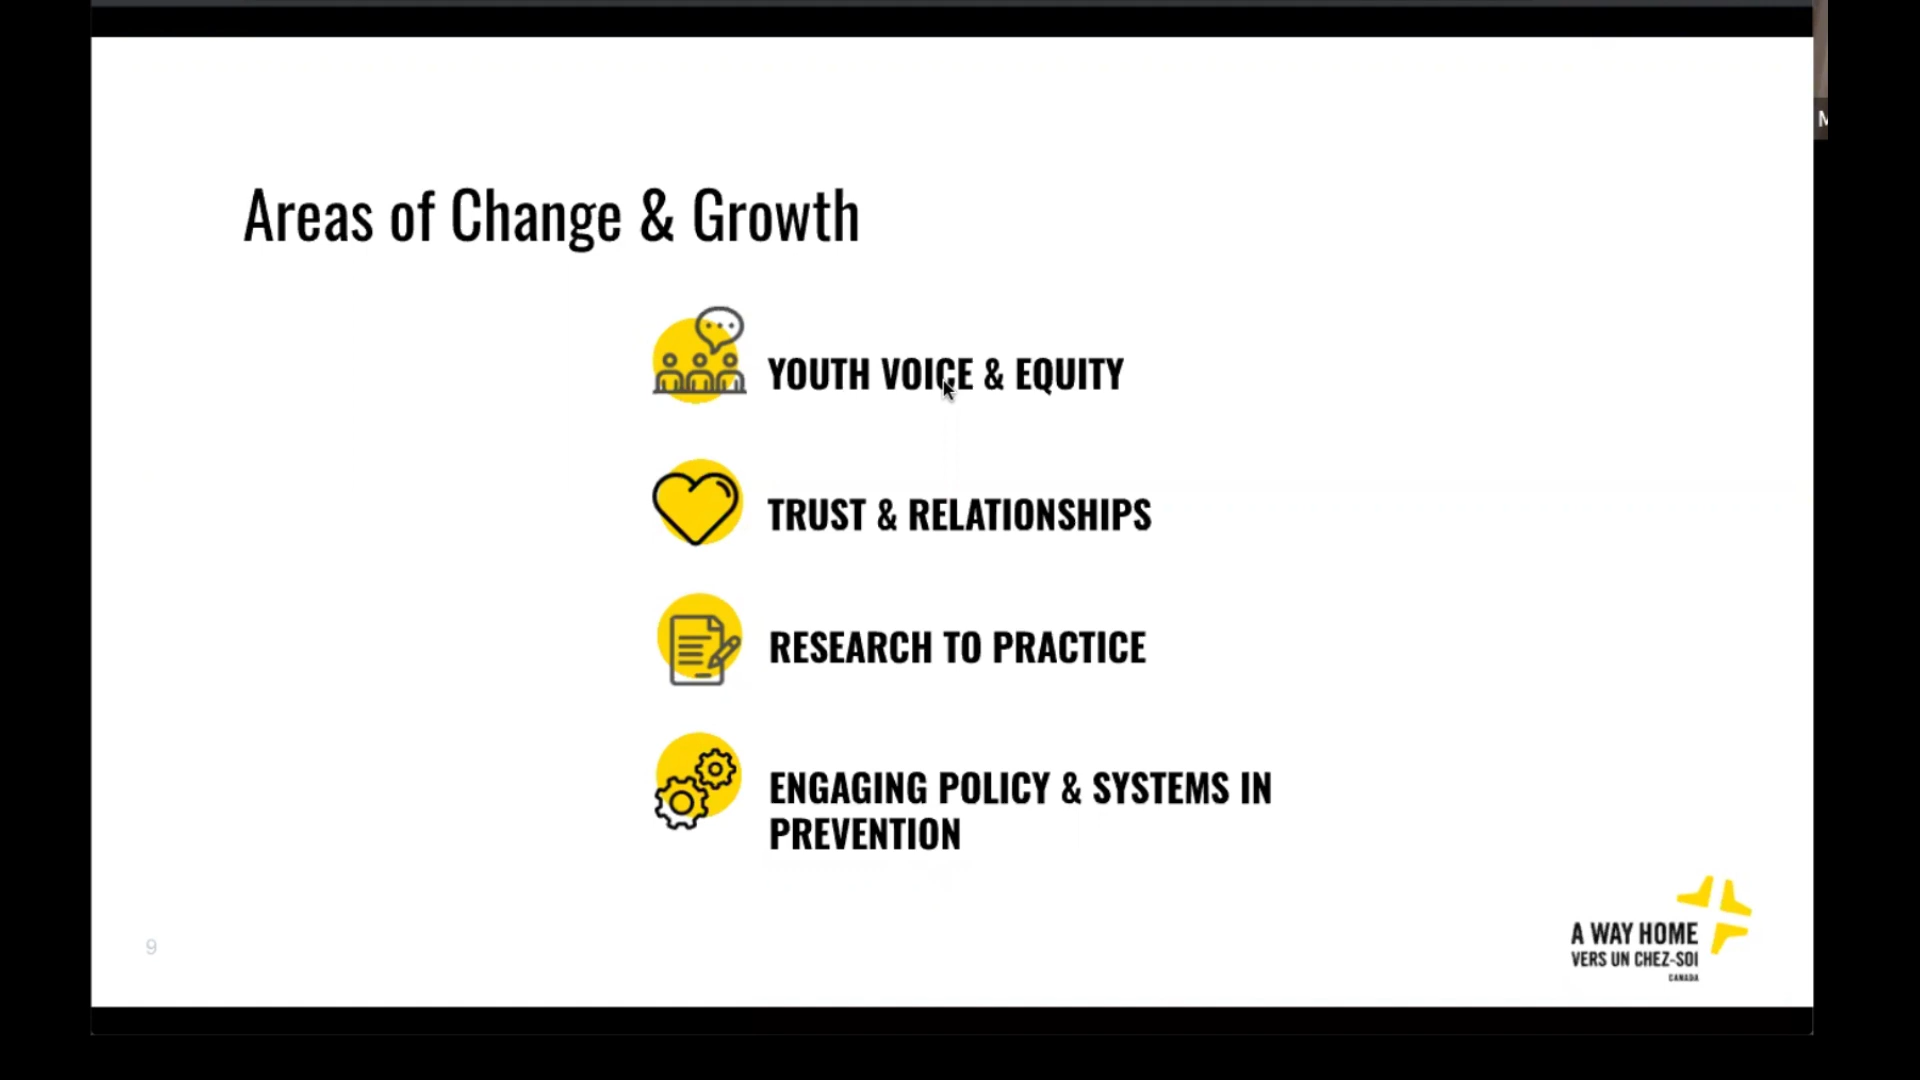 M
Areas of Change & Growth
YOUTH VOICE & EQUITY
TRUST & RELATIONSHIPS
RESEARCH TO PRACTICE
ENGAGING POLICY & SYSTEMS IN
PREVENTION
9
A WAY HOME
VERS UN CHEZ-SOI
CANADA